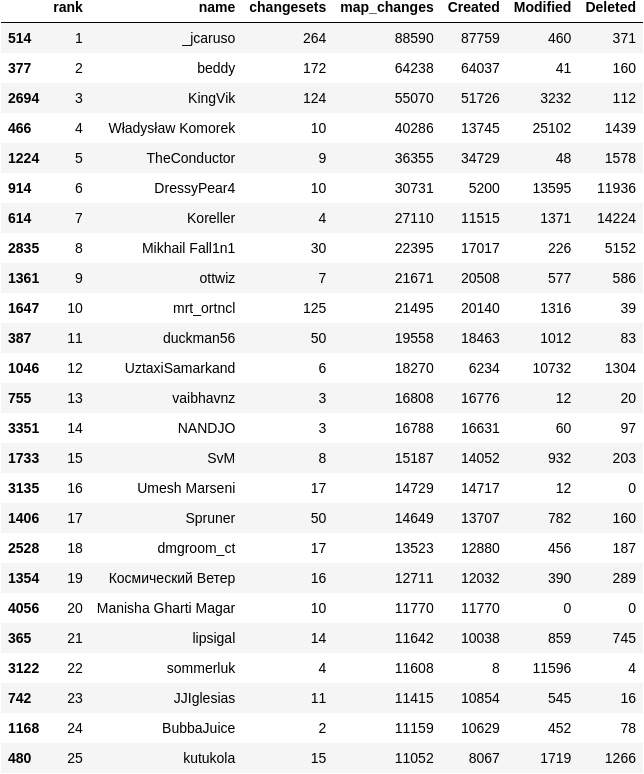 rank name changesets map_changes Created Modified Deleted
514 1 _jcaruso 264 88590 87759 460 371
377 2 beddy 172 64238 64037 41 160
2694 3 KingVik 124 55070 51726 3232 112
466 4 Władysław Komorek 10 40286 13745 25102 1439
1224 5 TheConductor 9 36355 34729 48 1578
914 6 DressyPear4 10 30731 5200 13595 11936
614 7 Koreller 4 27110 11515 1371 14224
2835 8 Mikhail Fall1n1 30 22395 17017 226 5152
1361 9 ottwiz 7 21671 20508 577 586
1647 10 mrt_ortncl 125 21495 20140 1316 39
387 11 duckman56 50 19558 18463 1012 83
1046 12 UztaxiSamarkand 6 18270 6234 10732 1304
755 13 vaibhavnz 3 16808 16776 12 20
3351 14 NANDJO 3 16788 16631 60 97
1733 15 SvM 8 15187 14052 932 203
3135 16 Umesh Marseni 17 14729 14717 12 0
1406 17 Spruner 50 14649 13707 782 160
2528 18 dmgroom_ct 17 13523 12880 456 187
1354 19 Космический Ветер 16 12711 12032 390 289
4056 20 Manisha Gharti Magar 10 11770 11770 0 0
365 21 lipsigal 14 11642 10038 859 745
3122 22 sommerluk 4 11608 8 11596 4
742 23 JJIglesias 11 11415 10854 545 16
1168 24 BubbaJuice 2 11159 10629 452 78
480 25 kutukola 15 11052 8067 1719 1266